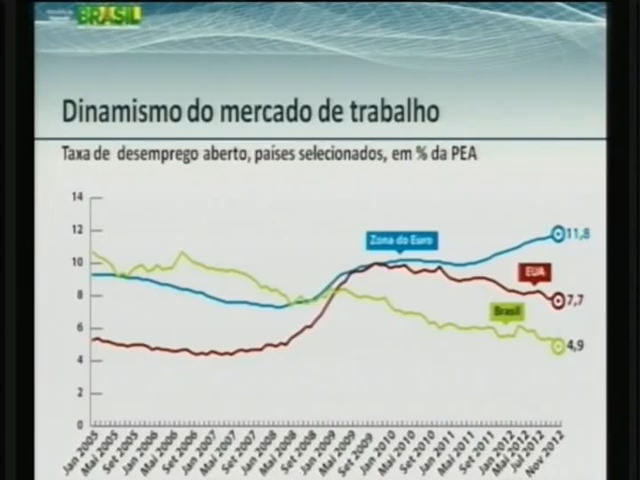 BRASIL
Dinamismo do mercado de trabalho
Taxa de desemprego aberto, países selecionados, em % da PEA
14
12
10
8
6
4
2
0
Zona do Euro
11,8
EUA
7,7
Brasil
4,9
Jan 2005
Mai 2005
Set 2005
Jan 2006
Mai 2006
Set 2006
Jan 2007
Mai 2007
Set 2007
Jan 2008
Mai 2008
Set 2008
Jan 2009
Mai 2009
Set 2009
Jan 2010
Mai 2010
Set 2010
Jan 2011
Mai 2011
Set 2011
Jan 2012
Mai 2012
Jul 2012
Nov 2012